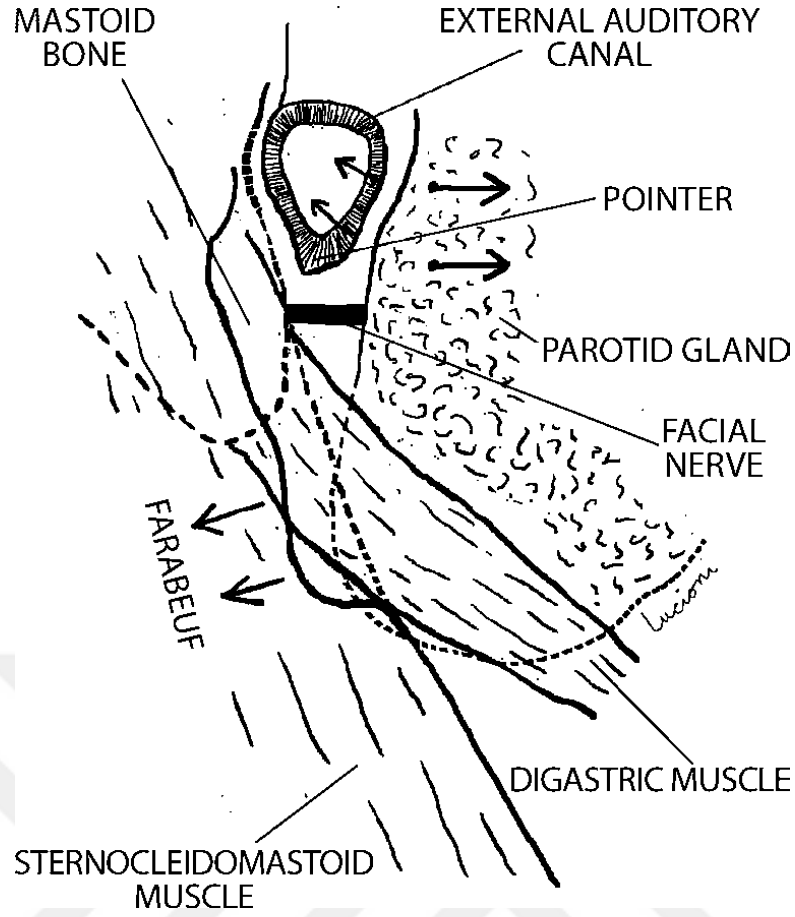 MASTOID
BONE
EXTERNAL AUDITORY
CANAL
POINTER
PAROTID GLAND
FACIAL
NERVE
FARABEUF
Lucioni
DIGASTRIC MUSCLE
STERNOCLEIDOMASTOID
MUSCLE